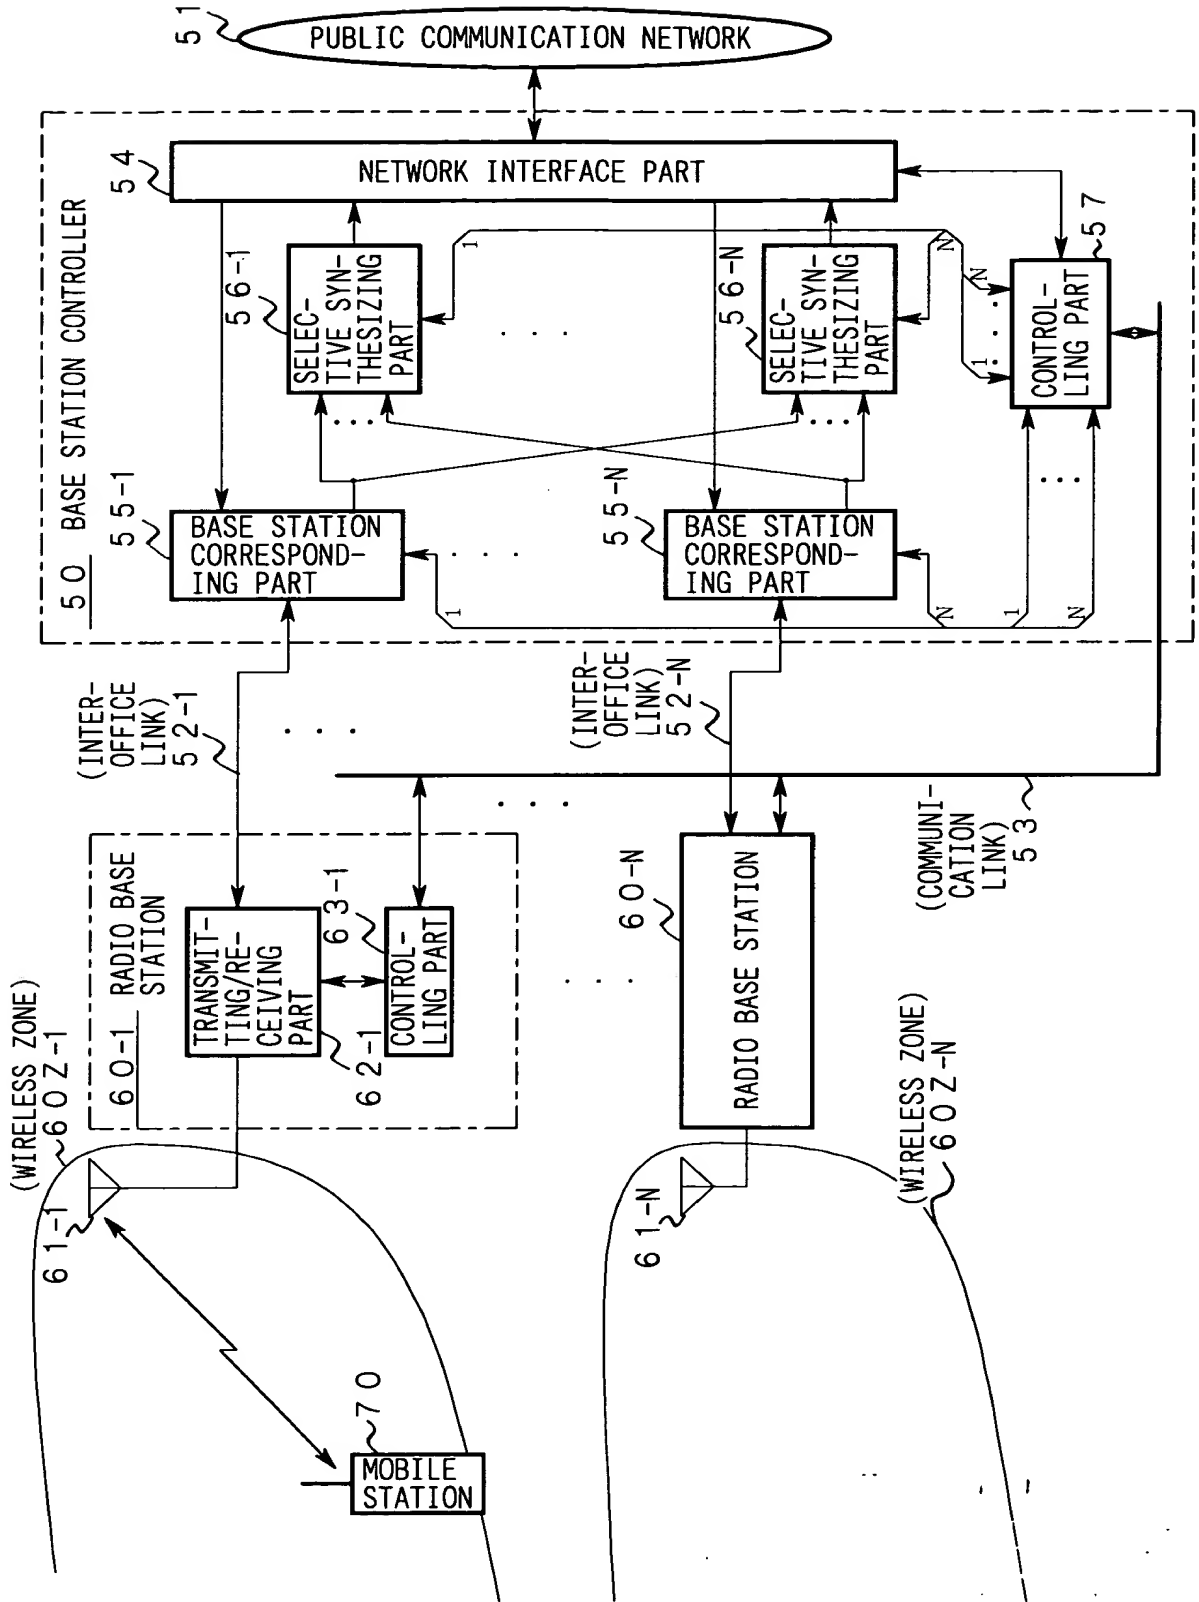 51
PUBLIC COMMUNICATION NETWORK
50 BASE STATION CONTROLLER
54
NETWORK INTERFACE PART
56-1
SELEC-
TIVE SYN-
THESIZING
PART
1
56-N
SELEC-
TIVE SYN-
THESIZING
PART
N
57
CONTROL-
LING PART
1
N
55-1
BASE STATION
CORRESPOND-
ING PART
1
55-N
BASE STATION
CORRESPOND-
ING PART
N
1
N
(INTER-
OFFICE
LINK)
52-1
(INTER-
OFFICE
LINK)
52-N
(COMMUNI-
CATION
LINK)
53
60-1 RADIO BASE
STATION
TRANSMIT-
TING/RE-
CEIVING
PART
62-1
63-1
CONTROL-
LING PART
60-N
RADIO BASE STATION
(WIRELESS ZONE)
60Z-1
61-1
70
MOBILE
STATION
61-N
(WIRELESS ZONE)
60Z-N